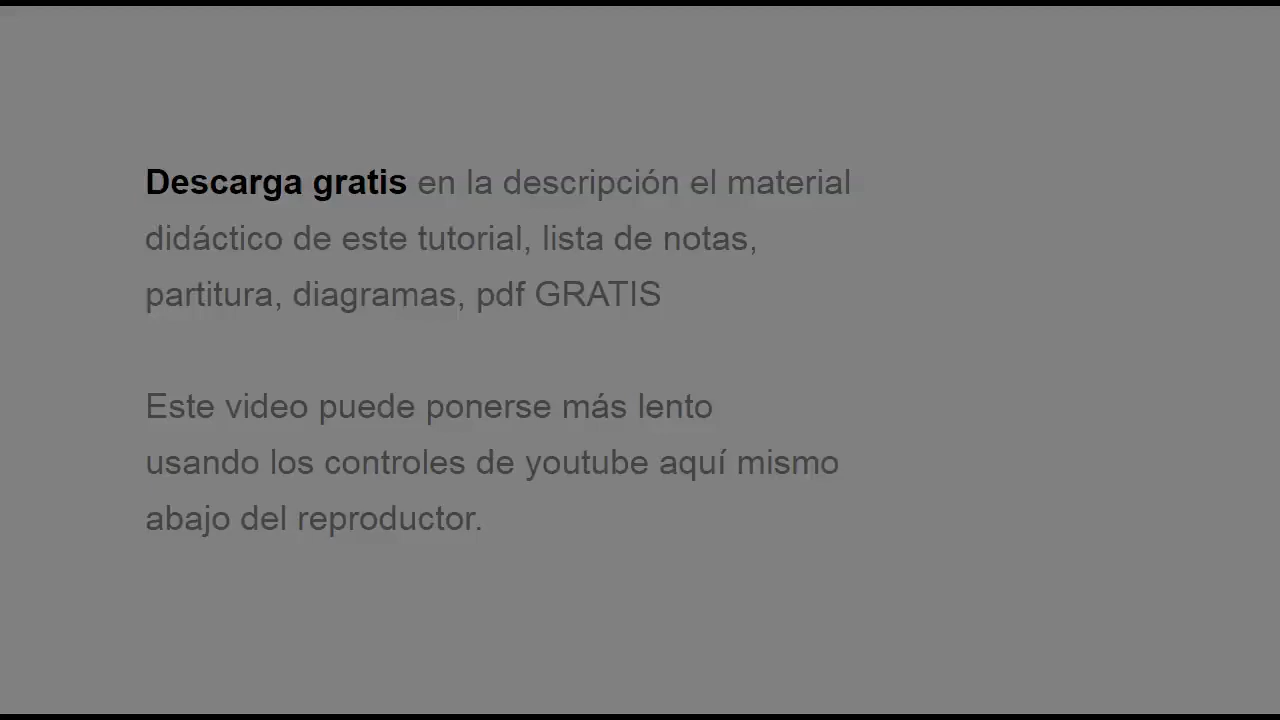 Descarga gratis en la descripción el material
didáctico de este tutorial, lista de notas,
partitura, diagramas, pdf GRATIS
Este video puede ponerse más lento
usando los controles de youtube aquí mismo
abajo del reproductor.